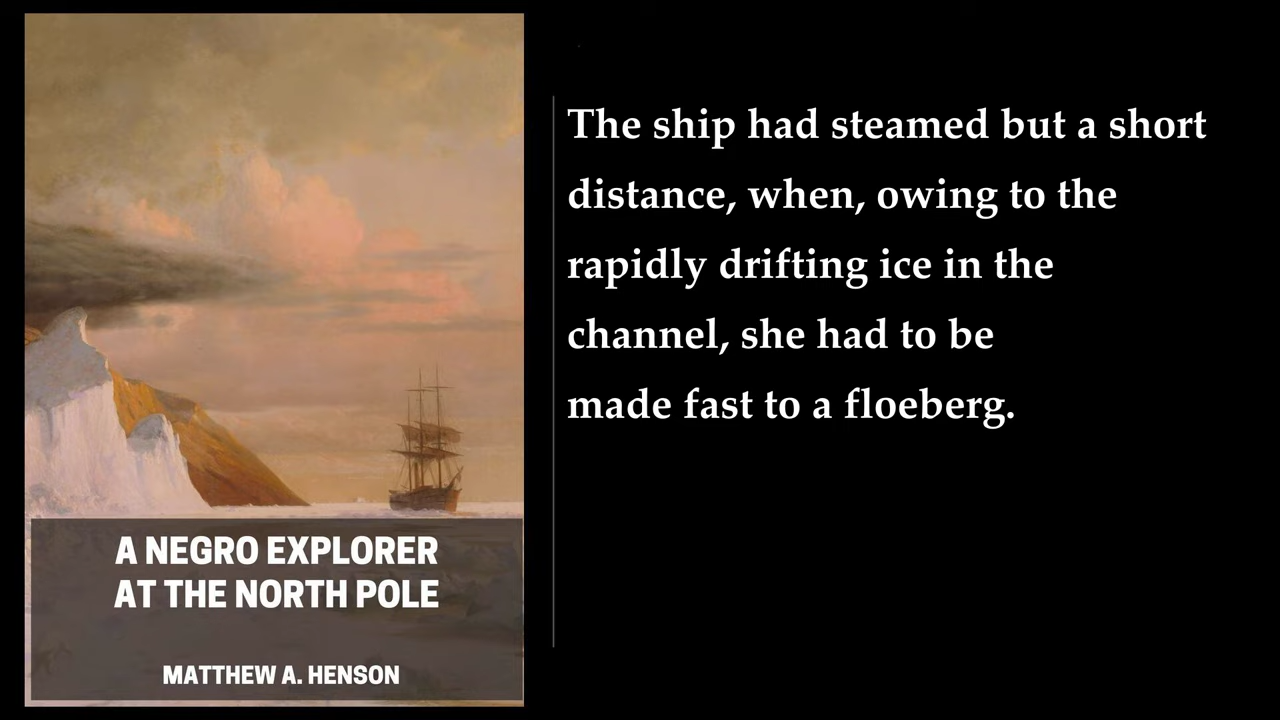 The ship had steamed but a short
distance, when, owing to the
rapidly drifting ice in the
channel, she had to be
made fast to a floeberg.
A NEGRO EXPLORER
AT THE NORTH POLE
MATTHEW A. HENSON